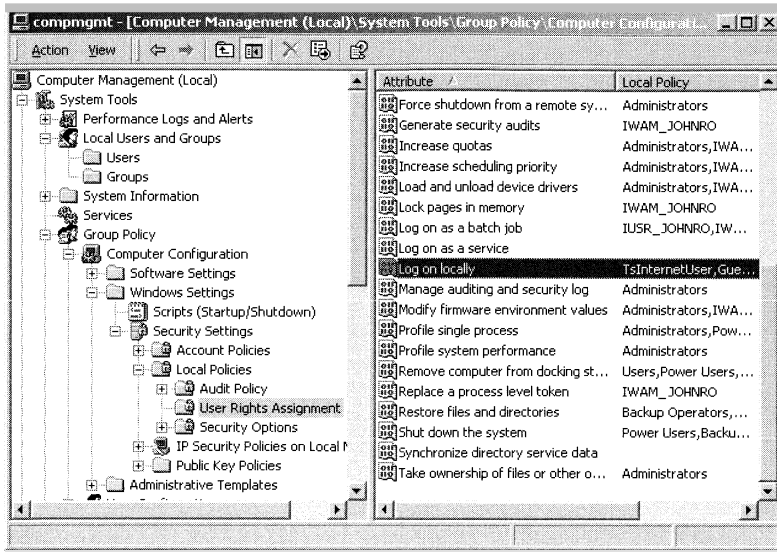 compmgmt - [Computer Management (Local)\System Tools\Group Policy\Computer Configurati...
Action View
Computer Management (Local)
System Tools
Performance Logs and Alerts
Local Users and Groups
Users
Groups
System Information
Services
Group Policy
Computer Configuration
Software Settings
Windows Settings
Scripts (Startup/Shutdown)
Security Settings
Account Policies
Local Policies
Audit Policy
User Rights Assignment
Security Options
IP Security Policies on Local
Public Key Policies
Administrative Templates
Attribute Local Policy
Force shutdown from a remote sy... Administrators
Generate security audits IWAM_JOHNRO
Increase quotas Administrators,IWA...
Increase scheduling priority Administrators,IWA...
Load and unload device drivers Administrators,IWA...
Lock pages in memory IWAM_JOHNRO
Log on as a batch job IUSR_JOHNRO,IW...
Log on as a service
Log on locally TsInternetUser,Gue...
Manage auditing and security log Administrators
Modify firmware environment values Administrators,IWA...
Profile single process Administrators,Pow...
Profile system performance Administrators
Remove computer from docking st... Users,Power Users,...
Replace a process level token IWAM_JOHNRO
Restore files and directories Backup Operators,...
Shut down the system Power Users,Backu...
Synchronize directory service data
Take ownership of files or other o... Administrators